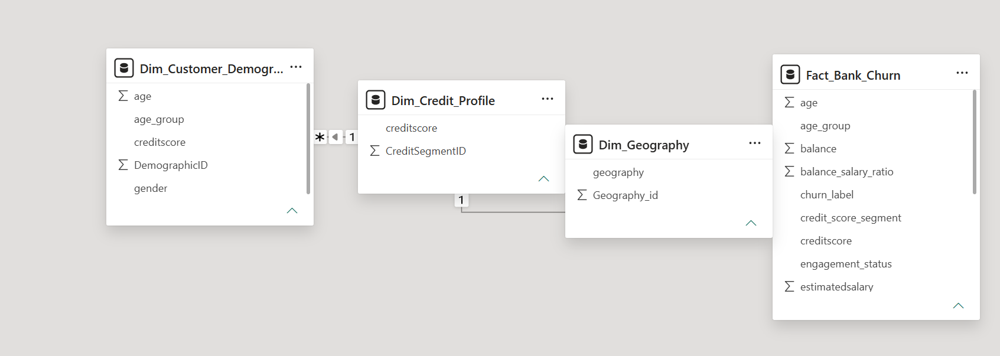 Dim_Customer_Demogr... ...
age
age_group
creditscore
DemographicID
gender
* 1
Dim_Credit_Profile ...
creditscore
CreditSegmentID
1
Dim_Geography ...
geography
Geography_id
Fact_Bank_Churn ...
age
age_group
balance
balance_salary_ratio
churn_label
credit_score_segment
creditscore
engagement_status
estimatedsalary